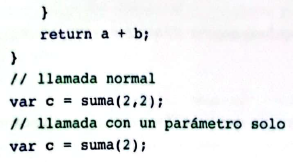 }
return a + b;
}
// llamada normal
var c = suma(2,2);
// llamada con un parámetro solo
var c = suma(2);